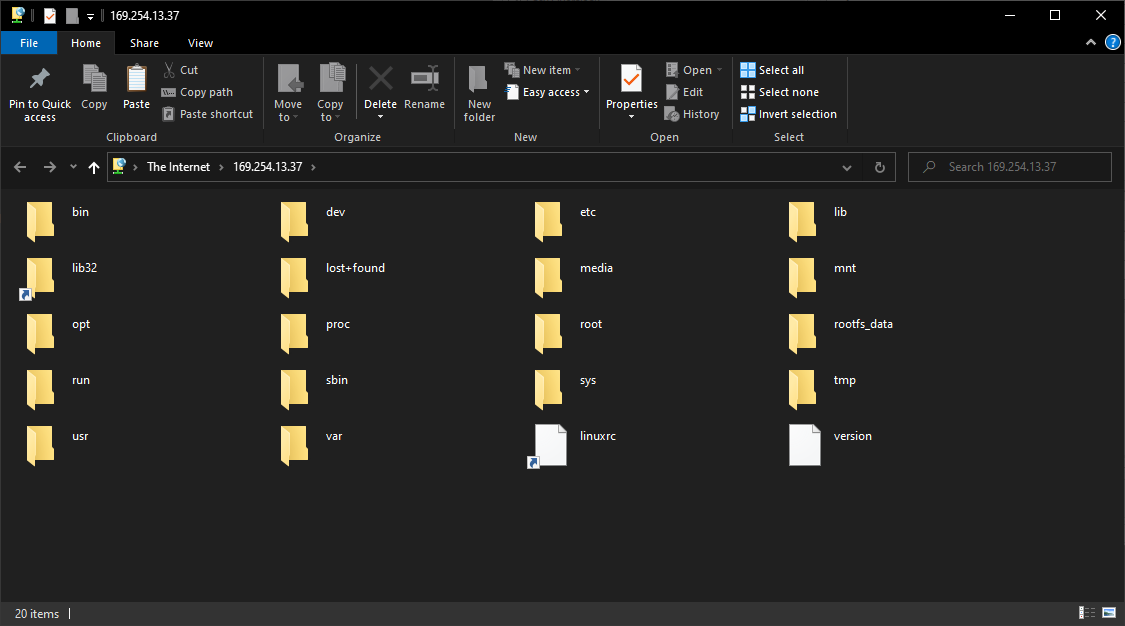 169.254.13.37
File Home Share View
Pin to Quick access
Copy
Paste
Cut
Copy path
Paste shortcut
Clipboard
Move to
Copy to
Delete
Rename
Organize
New folder
New item
Easy access
New
Properties
Open
Edit
History
Open
Select all
Select none
Invert selection
Select
The Internet › 169.254.13.37 ›
Search 169.254.13.37
bin dev etc lib
lib32 lost+found media mnt
opt proc root rootfs_data
run sbin sys tmp
usr var linuxrc version
20 items